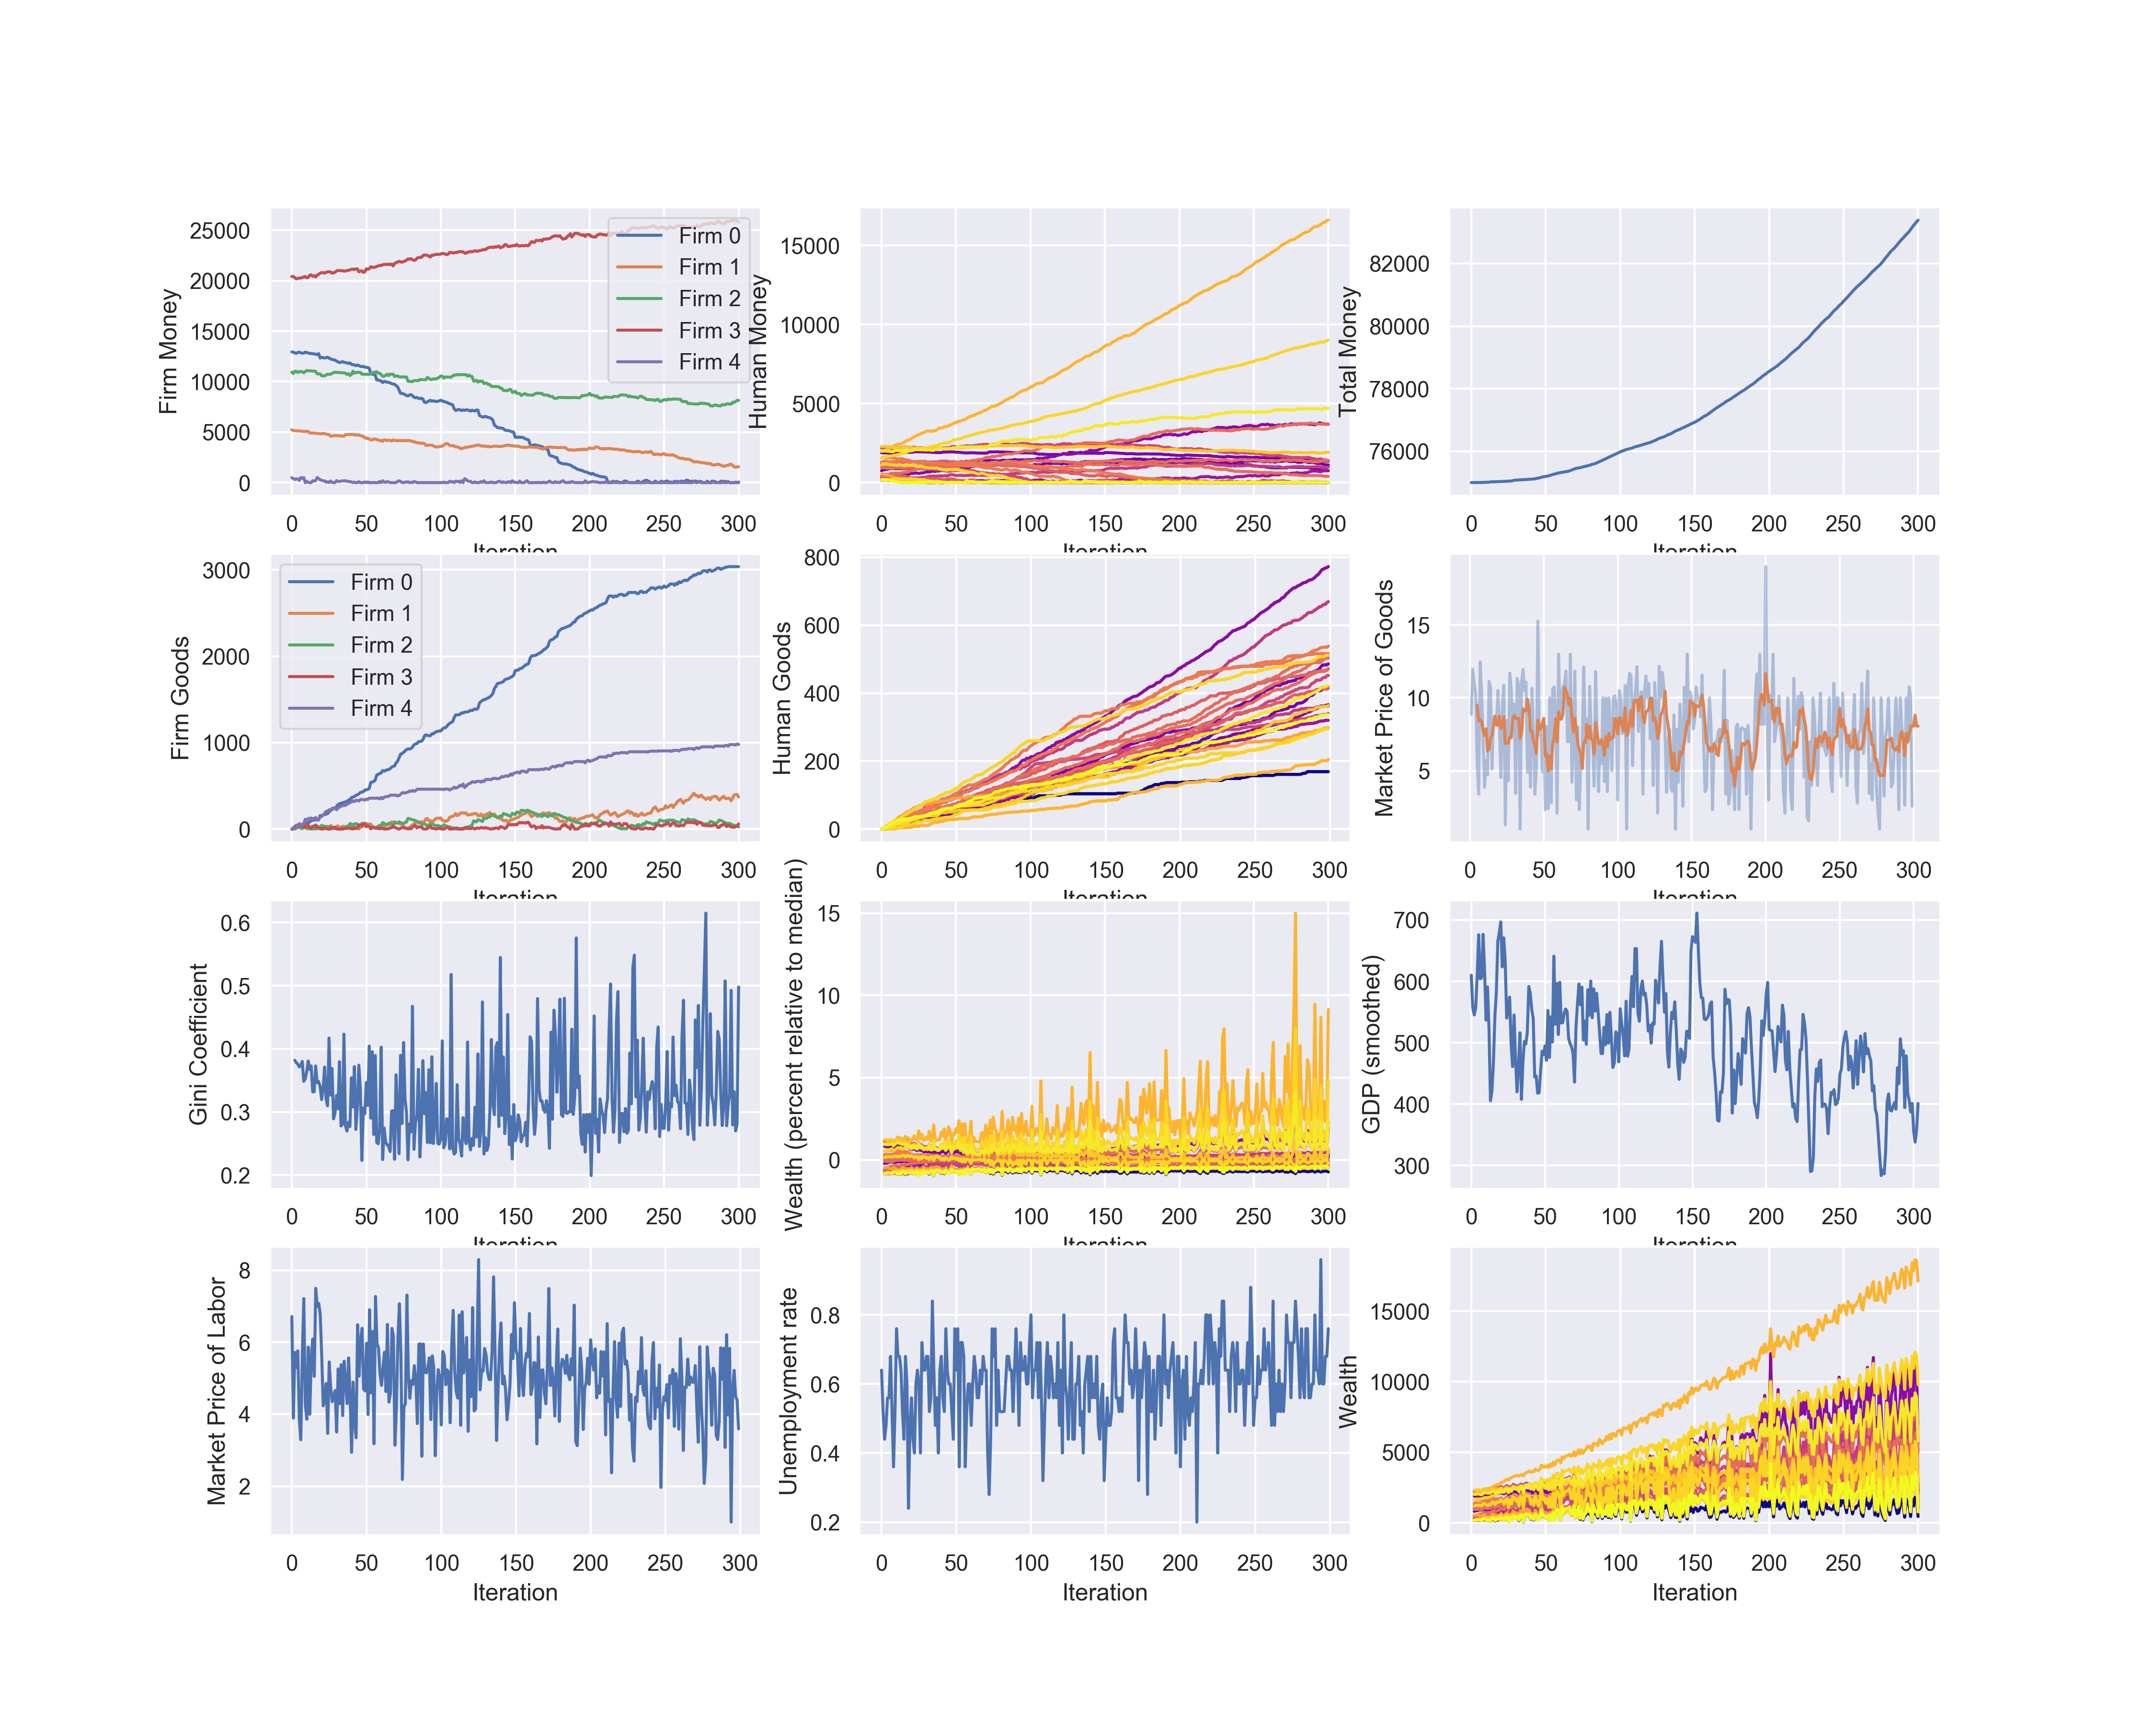 Firm Money
25000
20000
15000
10000
5000
0
Firm 0
Firm 1
Firm 2
Firm 3
Firm 4
0 50 100 150 200 250 300
Iteration
Human Money
15000
10000
5000
0
0 50 100 150 200 250 300
Iteration
Total Money
82000
80000
78000
76000
0 50 100 150 200 250 300
Iteration
Firm Goods
3000
2000
1000
0
Firm 0
Firm 1
Firm 2
Firm 3
Firm 4
0 50 100 150 200 250 300
Iteration
Human Goods
800
600
400
200
0
0 50 100 150 200 250 300
Iteration
Market Price of Goods
15
10
5
0 50 100 150 200 250 300
Iteration
Gini Coefficient
0.6
0.5
0.4
0.3
0.2
0 50 100 150 200 250 300
Iteration
Wealth (percent relative to median)
15
10
5
0
0 50 100 150 200 250 300
Iteration
GDP (smoothed)
700
600
500
400
300
0 50 100 150 200 250 300
Iteration
Market Price of Labor
8
6
4
2
0 50 100 150 200 250 300
Iteration
Unemployment rate
0.8
0.6
0.4
0.2
0 50 100 150 200 250 300
Iteration
Wealth
15000
10000
5000
0
0 50 100 150 200 250 300
Iteration